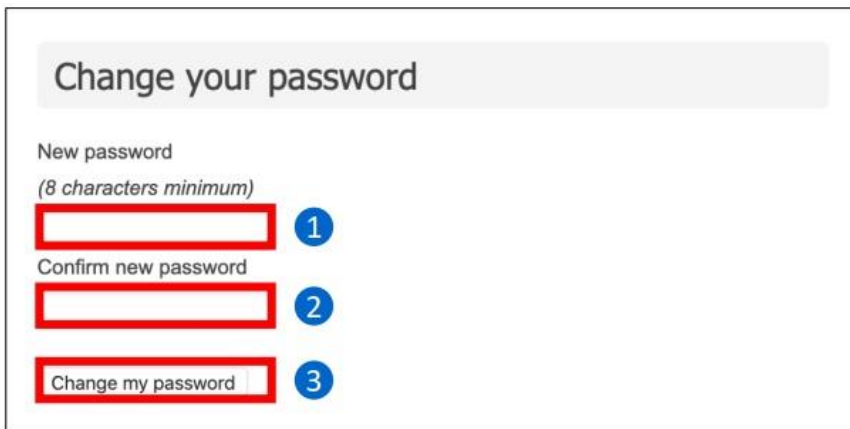 Change your password
New password
(8 characters minimum)
1
Confirm new password
2
Change my password 3